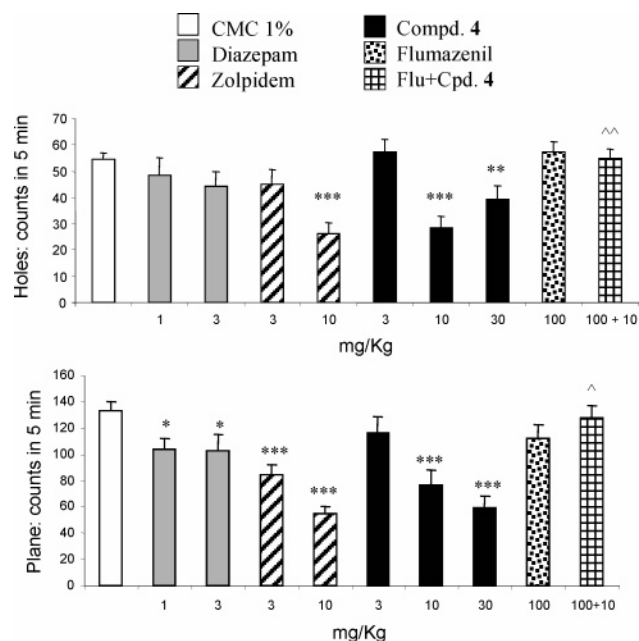 CMC 1%
Diazepam
Zolpidem
Compd. 4
Flumazenil
Flu+Cpd. 4
Holes: counts in 5 min
70
60
50
40
30
20
10
0
***
***
**
^^
1 3 3 10 3 10 30 100 100 + 10
mg/Kg
Plane: counts in 5 min
160
140
120
100
80
60
40
20
0
*
*
***
***
***
***
^
1 3 3 10 3 10 30 100 100+10
mg/Kg